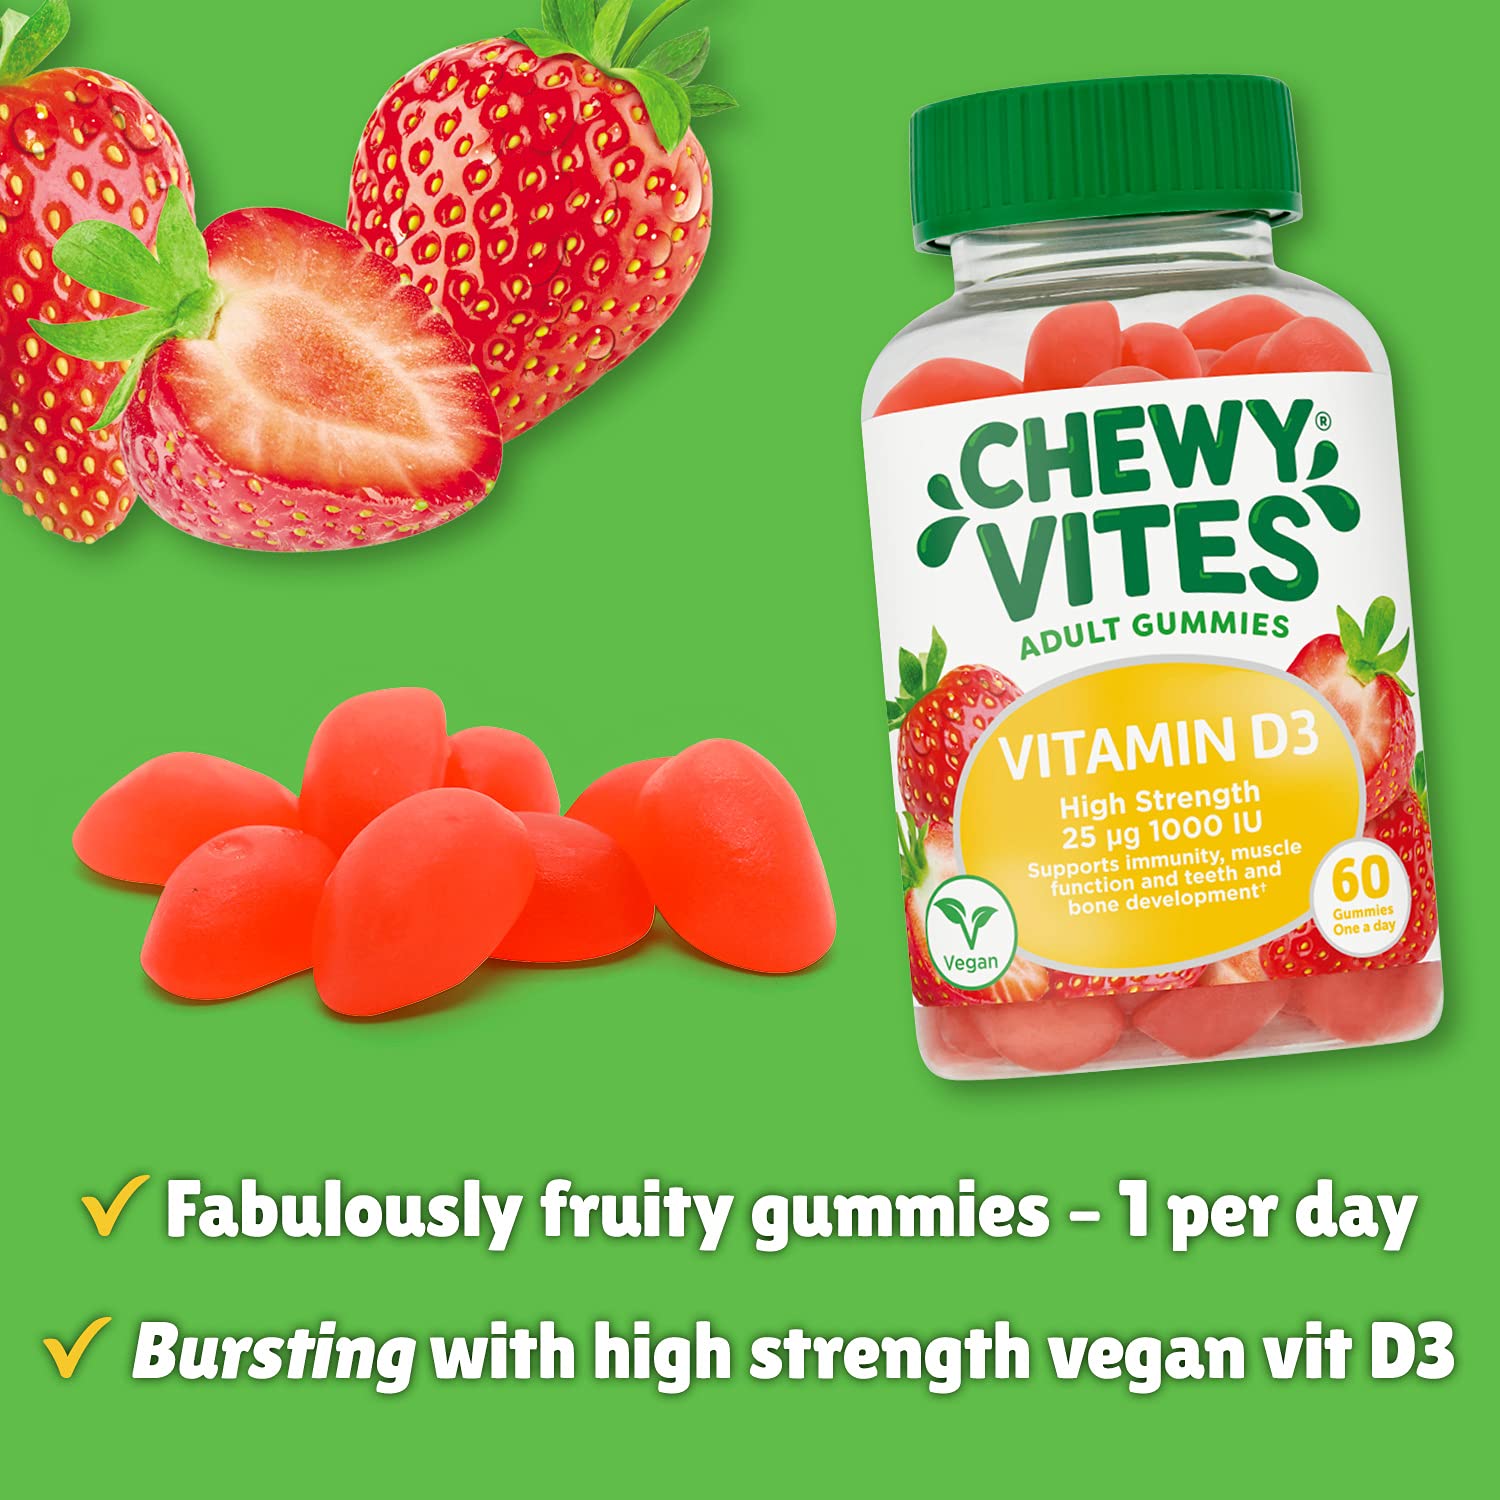 CHEWY®
VITES
ADULT GUMMIES
VITAMIN D3
High Strength
25 µg 1000 IU
Supports immunity, muscle
function and teeth and
bone development†
Vegan
60
Gummies
One a day
✓ Fabulously fruity gummies – 1 per day
✓ Bursting with high strength vegan vit D3